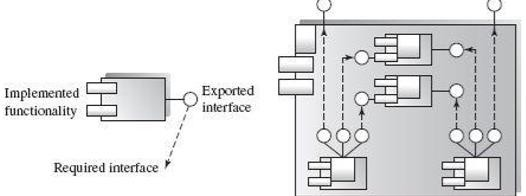 Implemented
functionality
Exported
interface
Required interface